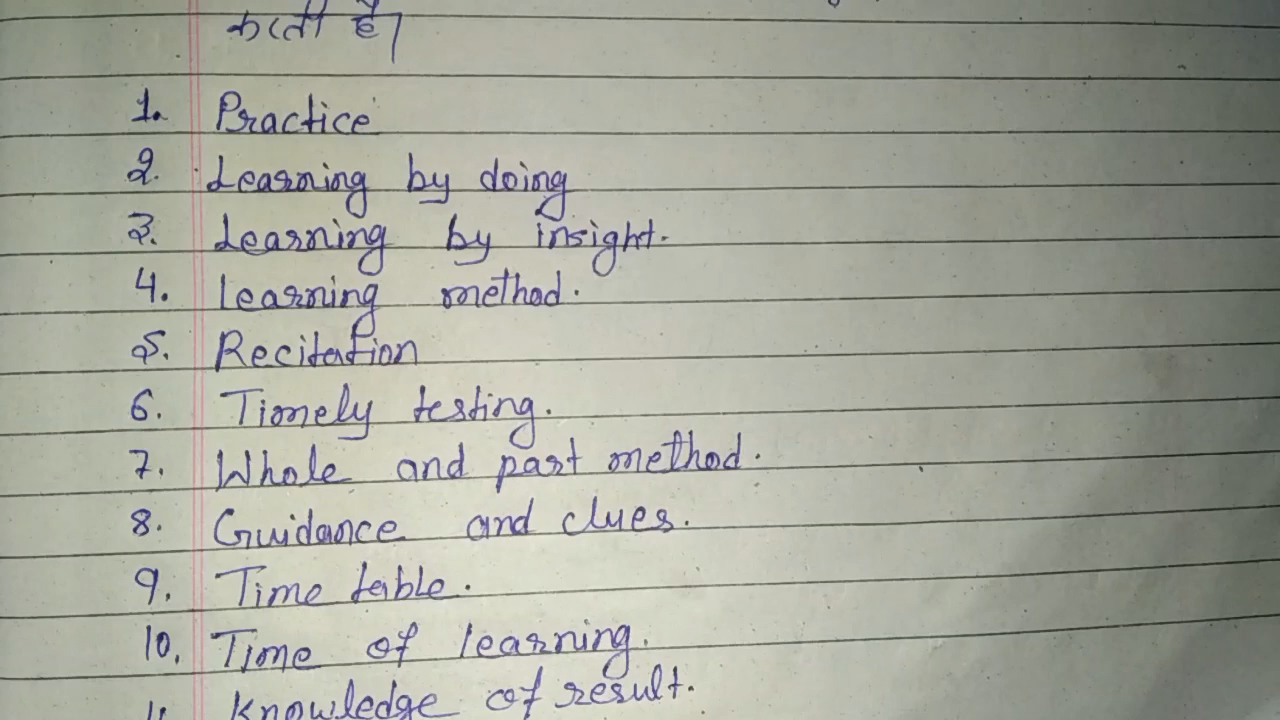 करती है।
1. Practice
2. Learning by doing
3. Learning by insight.
4. Learning method.
5. Recitation
6. Timely testing.
7. Whole and part method.
8. Guidance and clues.
9. Time table.
10. Time of learning.
11 Knowledge of result.